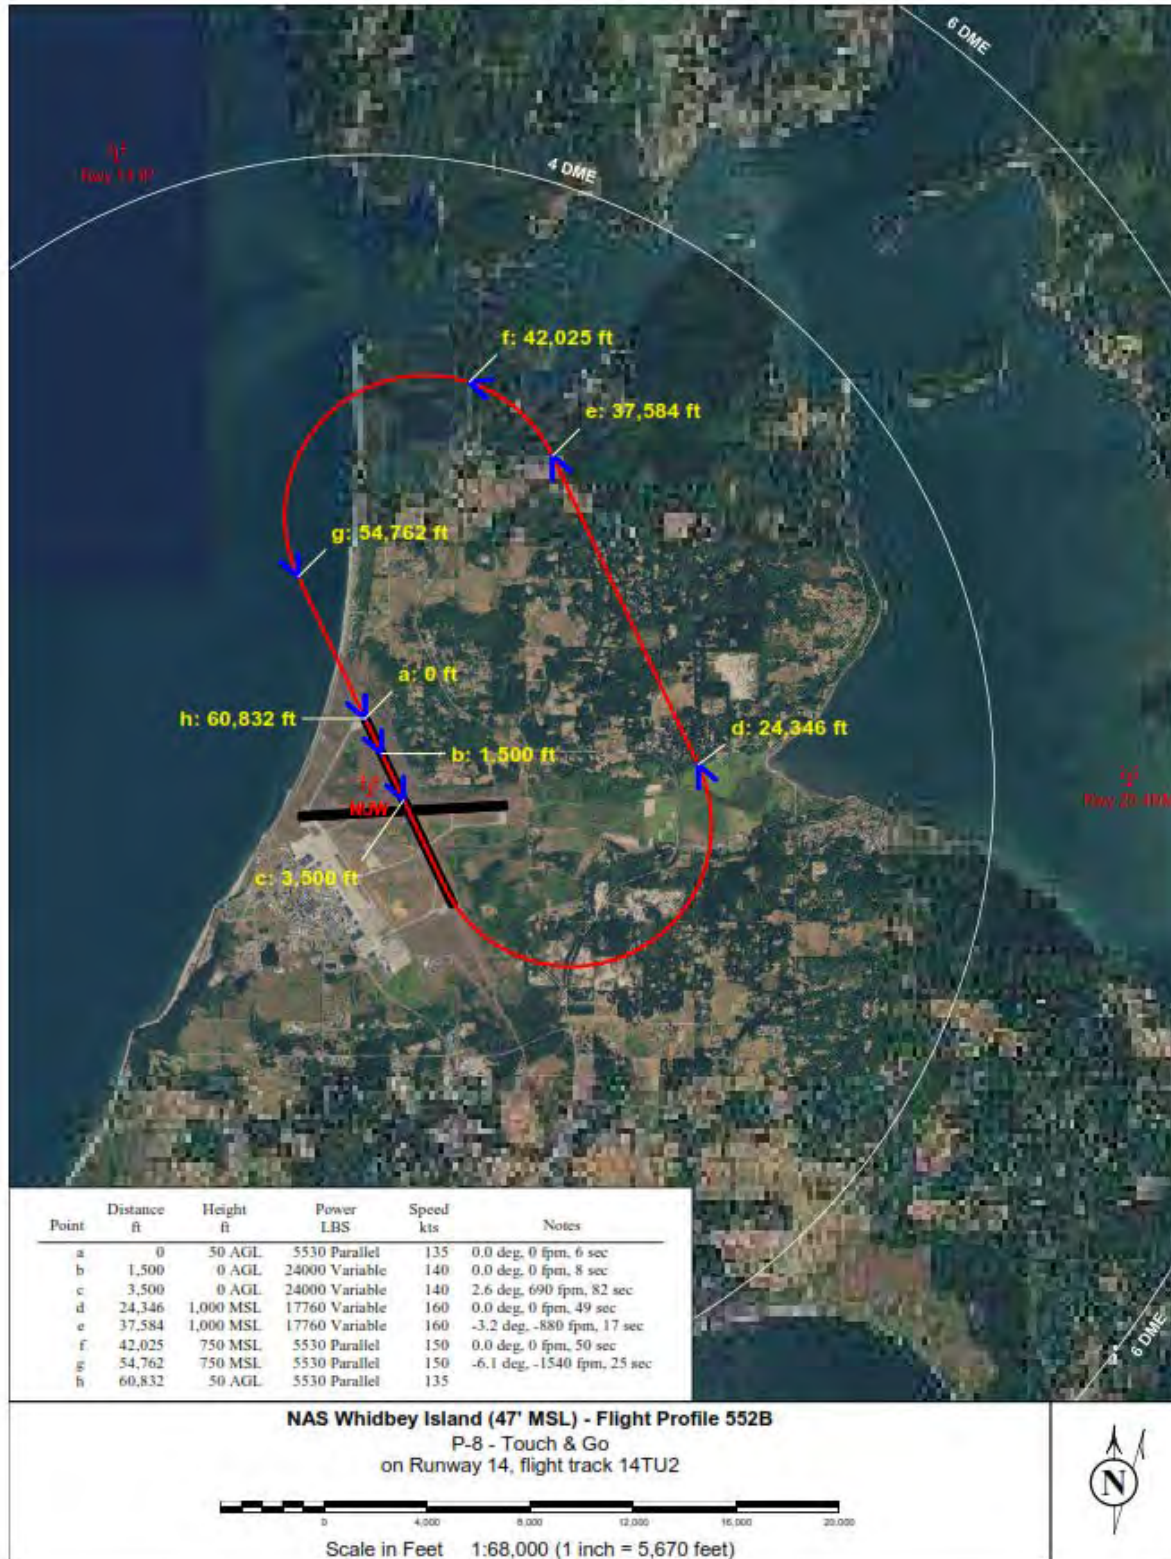 6 DME
4 DME
f: 42,025 ft
e: 37,584 ft
g: 54,762 ft
a: 0 ft
h: 60,832 ft
d: 24,346 ft
b: 1,500 ft
NUW
c: 3,500 ft
6 DME
Point Distance ft Height ft Power LBS Speed kts Notes
a 0 50 AGL 5530 Parallel 135 0.0 deg, 0 fpm, 6 sec
b 1,500 0 AGL 24000 Variable 140 0.0 deg, 0 fpm, 8 sec
c 3,500 0 AGL 24000 Variable 140 2.6 deg, 690 fpm, 82 sec
d 24,346 1,000 MSL 17760 Variable 160 0.0 deg, 0 fpm, 49 sec
e 37,584 1,000 MSL 17760 Variable 160 -3.2 deg, -880 fpm, 17 sec
f 42,025 750 MSL 5530 Parallel 150 0.0 deg, 0 fpm, 50 sec
g 54,762 750 MSL 5530 Parallel 150 -6.1 deg, -1540 fpm, 25 sec
h 60,832 50 AGL 5530 Parallel 135
NAS Whidbey Island (47' MSL) - Flight Profile 552B
P-8 - Touch & Go
on Runway 14, flight track 14TU2
0 4,000 8,000 12,000 16,000 20,000
Scale in Feet 1:68,000 (1 inch = 5,670 feet)
N